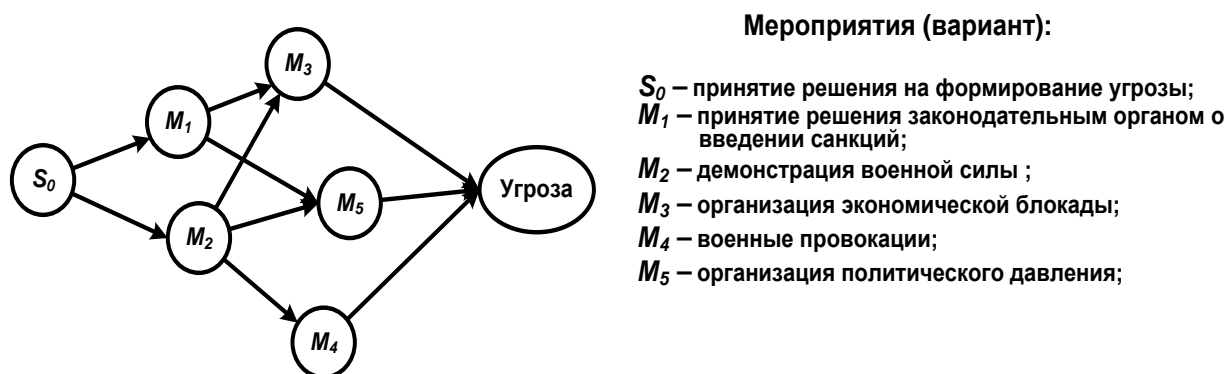 Мероприятия (вариант):
S0 – принятие решения на формирование угрозы;
M1 – принятие решения законодательным органом о
введении санкций;
M2 – демонстрация военной силы ;
M3 – организация экономической блокады;
M4 – военные провокации;
M5 – организация политического давления;
M3
M1
S0
Угроза
M5
M2
M4